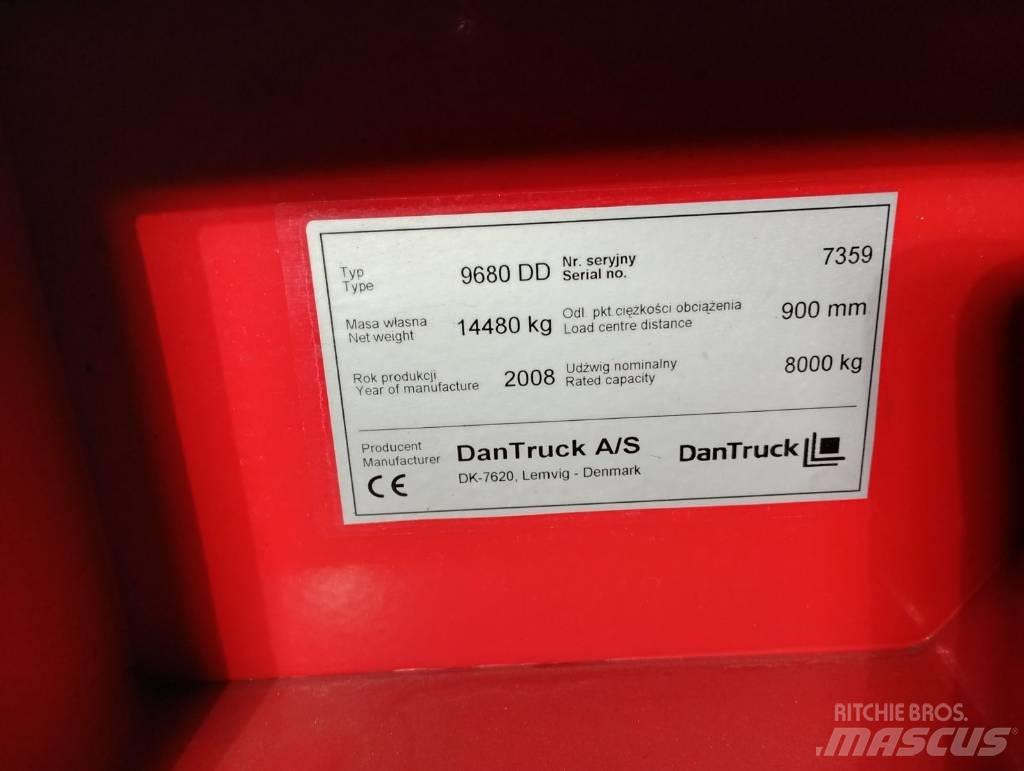 Typ
Type
9680 DD
Nr. seryjny
Serial no.
7359
Masa własna
Net weight
14480 kg
Odl. pkt.ciężkości obciążenia
Load centre distance
900 mm
Rok produkcji
Year of manufacture
2008
Udźwig nominalny
Rated capacity
8000 kg
Producent
Manufacturer
DanTruck A/S
DK-7620, Lemvig - Denmark
DanTruck
CE
RITCHIE BROS.
MASCUS